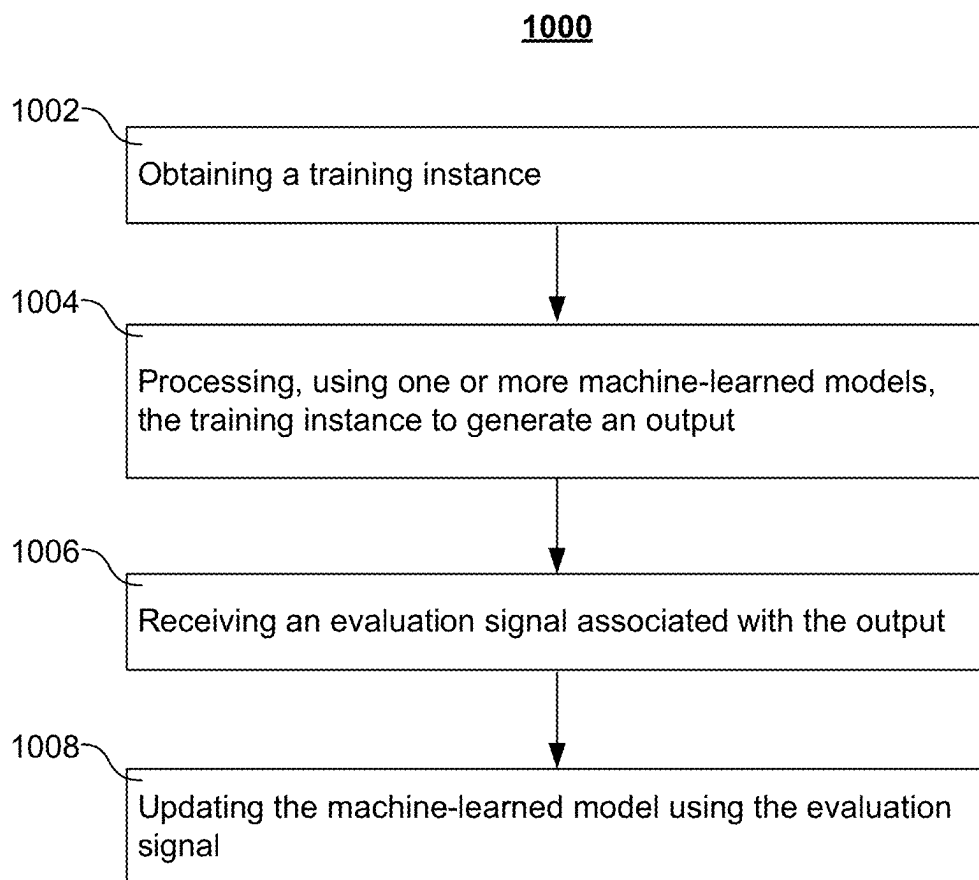 1000
1002
Obtaining a training instance
1004
Processing, using one or more machine-learned models,
the training instance to generate an output
1006
Receiving an evaluation signal associated with the output
1008
Updating the machine-learned model using the evaluation
signal